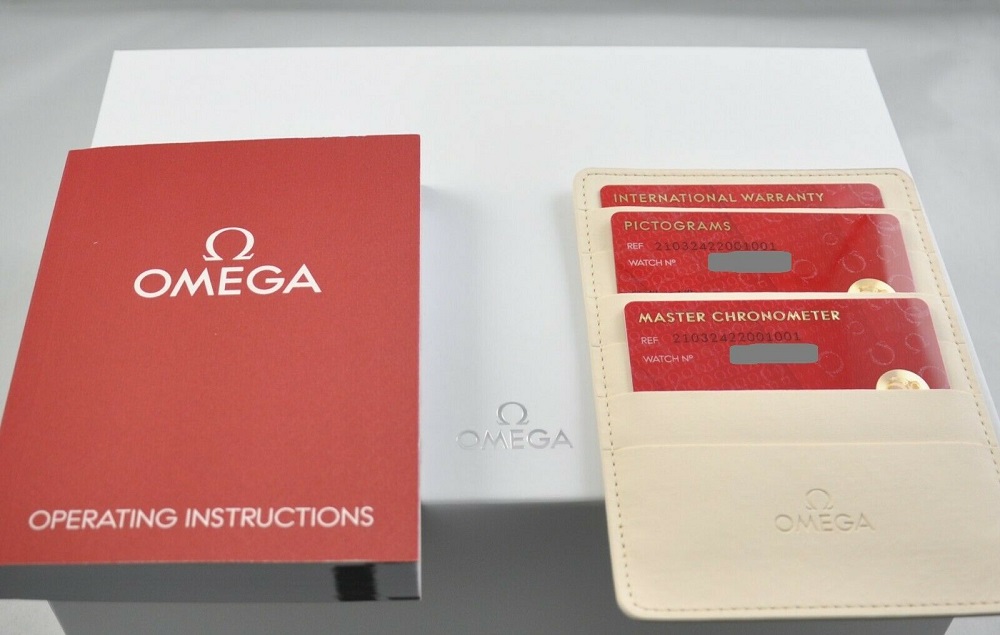 Ω
OMEGA
OPERATING INSTRUCTIONS
Ω
OMEGA
INTERNATIONAL WARRANTY
PICTOGRAMS
REF 21032422001001
WATCH Nº
MASTER CHRONOMETER
REF 21032422001001
WATCH Nº
Ω
OMEGA